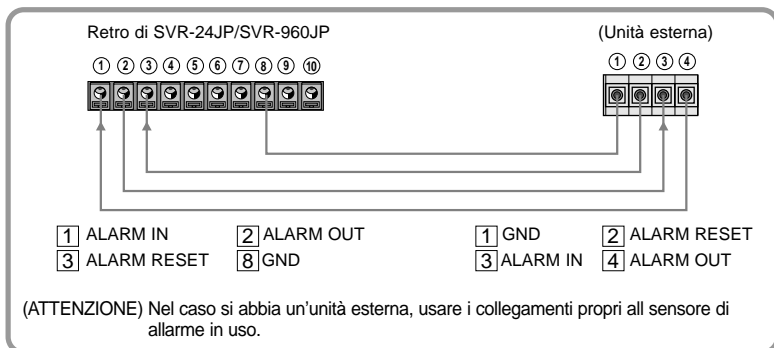 Retro di SVR-24JP/SVR-960JP (Unità esterna)
① ② ③ ④ ⑤ ⑥ ⑦ ⑧ ⑨ ⑩ ① ② ③ ④
1 ALARM IN 2 ALARM OUT 1 GND 2 ALARM RESET
3 ALARM RESET 8 GND 3 ALARM IN 4 ALARM OUT
(ATTENZIONE) Nel caso si abbia un'unità esterna, usare i collegamenti propri all sensore di
allarme in uso.